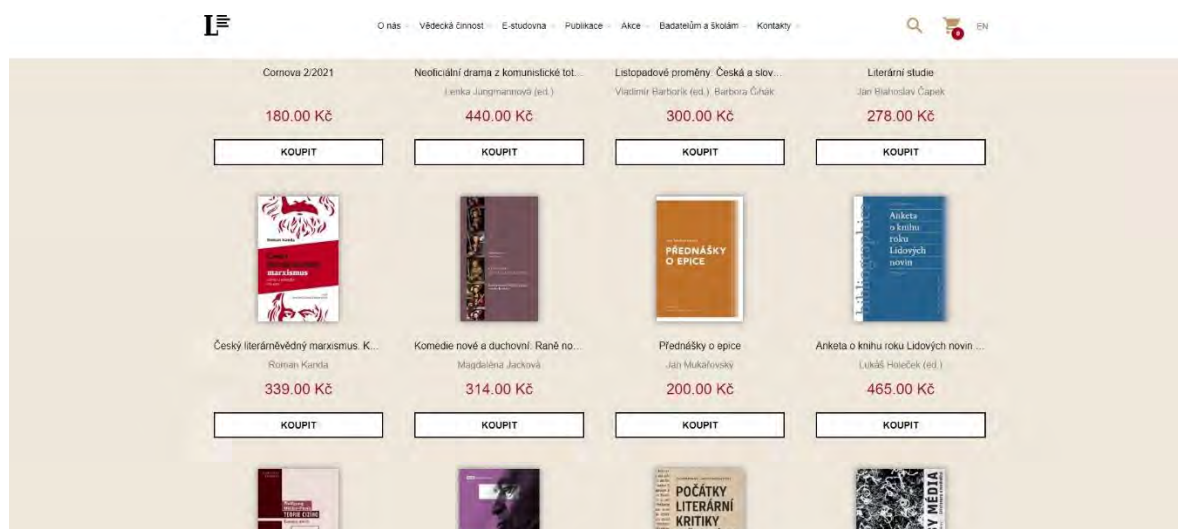 L
O nás Vědecká činnost E-studovna Publikace Akce Badatelům a školám Kontakty 0 EN
Cornova 2/2021 Neoficiální drama z komunistické tot... Listopadové proměny. Česká a slov... Literární studie
Lenka Jungmannová (ed.) Vladimír Barborík (ed.), Barbora Čihák Jan Blahoslav Čapek
180.00 Kč 440.00 Kč 300.00 Kč 278.00 Kč
KOUPIT KOUPIT KOUPIT KOUPIT
marxismus
PŘEDNÁŠKY
O EPICE
Anketa
o knihu
roku
Lidových
novin
Český literárněvědný marxismus. K... Komedie nové a duchovní. Raně no... Přednášky o epice Anketa o knihu roku Lidových novin ...
Roman Kanda Magdaléna Jacková Jan Mukařovský Lukáš Holeček (ed.)
339.00 Kč 314.00 Kč 200.00 Kč 465.00 Kč
KOUPIT KOUPIT KOUPIT KOUPIT
TEORIE CIZÍHO
POČÁTKY
LITERÁRNÍ
KRITIKY
MÉDIA